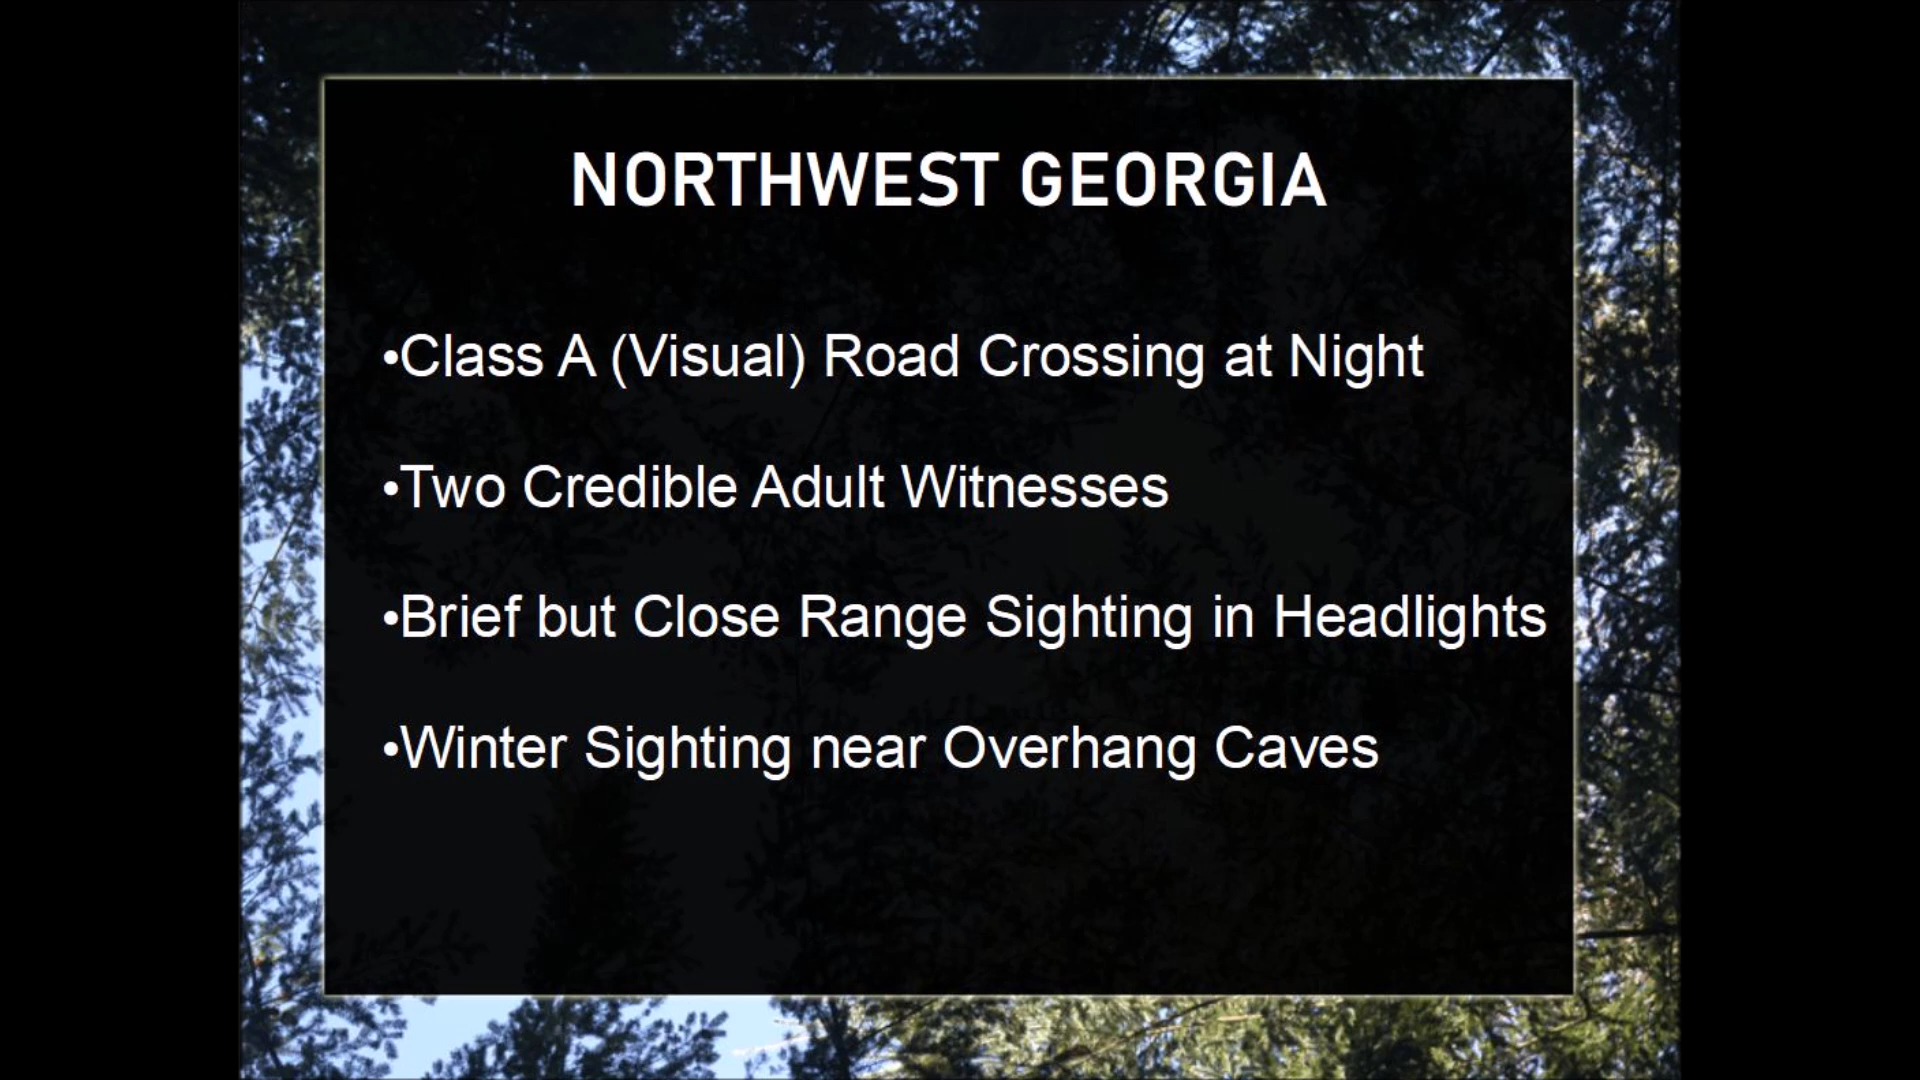 NORTHWEST GEORGIA
•Class A (Visual) Road Crossing at Night
•Two Credible Adult Witnesses
•Brief but Close Range Sighting in Headlights
•Winter Sighting near Overhang Caves